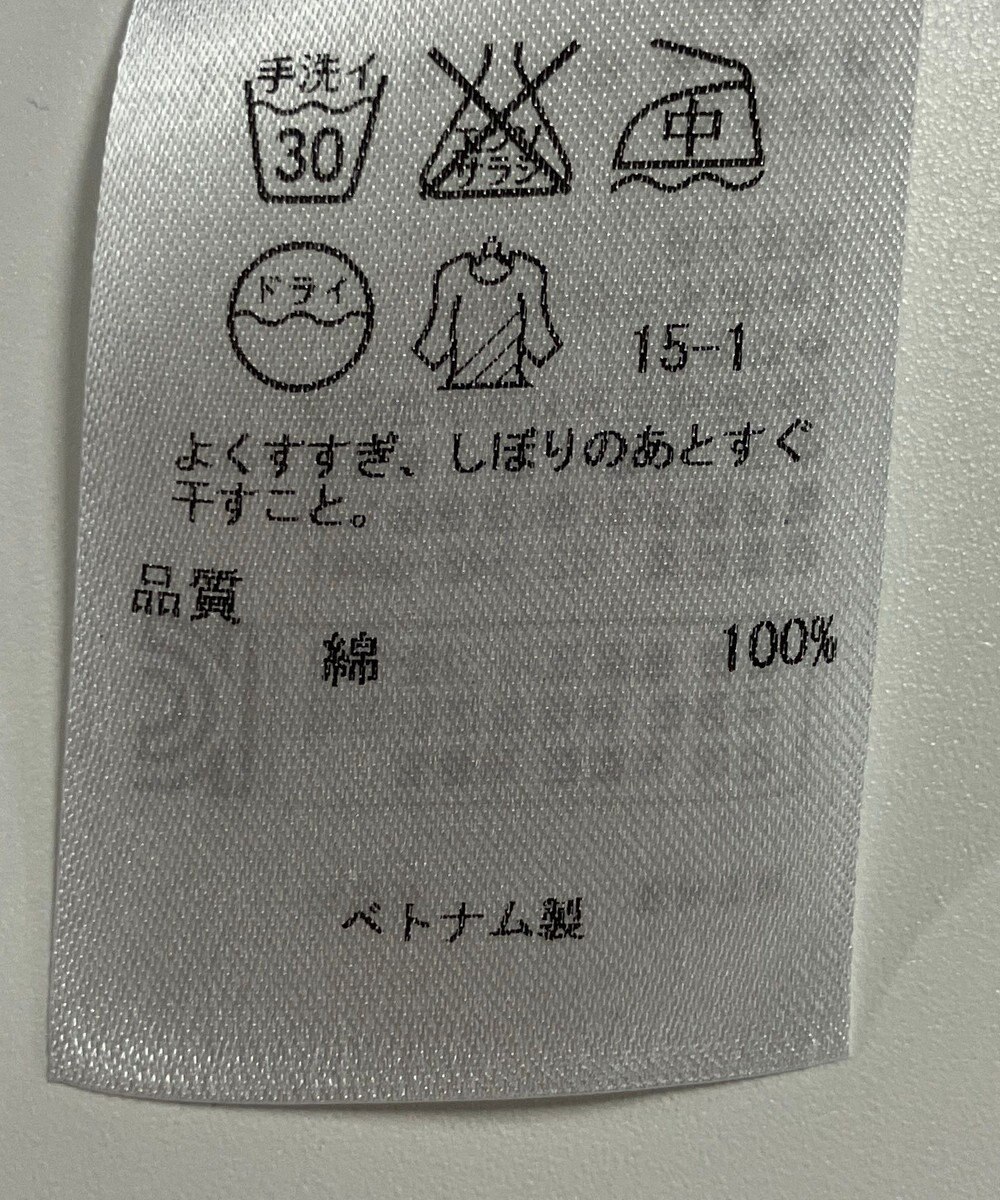 手洗イ
30
エンソ
サラシ
中
ドライ
15-1
よくすすぎ、しぼりのあとすぐ
干すこと。
品質
綿 100%
ベトナム製